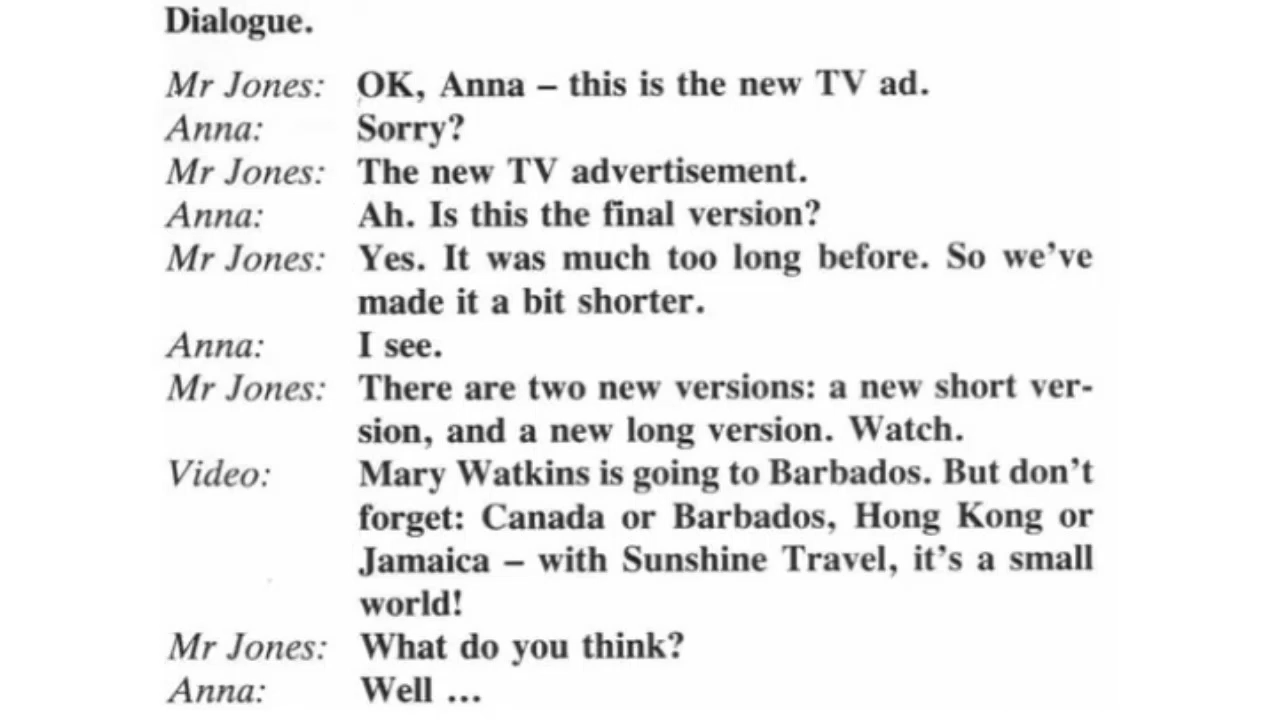 Dialogue.
Mr Jones: OK, Anna – this is the new TV ad.
Anna: Sorry?
Mr Jones: The new TV advertisement.
Anna: Ah. Is this the final version?
Mr Jones: Yes. It was much too long before. So we've
made it a bit shorter.
Anna: I see.
Mr Jones: There are two new versions: a new short ver-
sion, and a new long version. Watch.
Video: Mary Watkins is going to Barbados. But don't
forget: Canada or Barbados, Hong Kong or
Jamaica – with Sunshine Travel, it's a small
world!
Mr Jones: What do you think?
Anna: Well ...